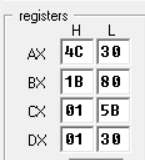 registers
H L
AX 4C 30
BX 1B 80
CX 01 5B
DX 01 30